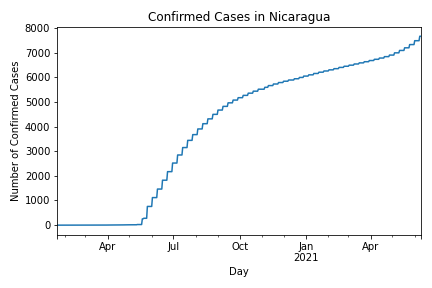 Confirmed Cases in Nicaragua
8000
7000
6000
5000
4000
3000
2000
1000
0
Number of Confirmed Cases
Apr Jul Oct Jan Apr
2021
Day